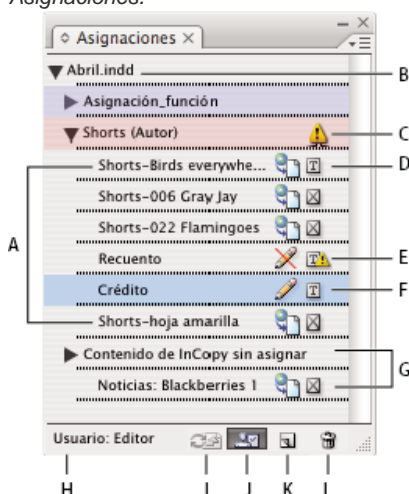 Asignaciones.
Asignaciones
Abril.indd
B
Asignación_función
Shorts (Autor)
C
Shorts-Birds everywhe...
D
Shorts-006 Gray Jay
Shorts-022 Flamingoes
A
Recuento
E
Crédito
F
Shorts-hoja amarilla
Contenido de InCopy sin asignar
G
Noticias: Blackberries 1
Usuario: Editor
H I J K L